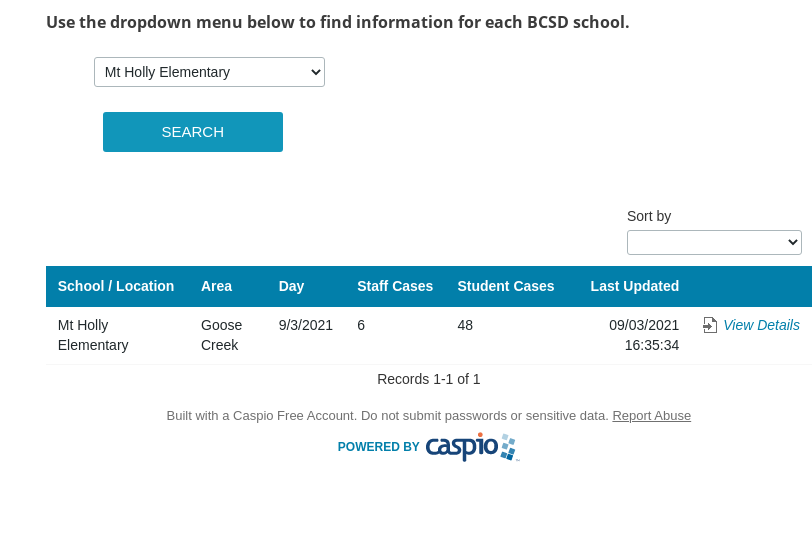 Use the dropdown menu below to find information for each BCSD school.
Mt Holly Elementary
SEARCH
Sort by
School / Location Area Day Staff Cases Student Cases Last Updated
Mt Holly Goose 9/3/2021 6 48 09/03/2021 View Details
Elementary Creek 16:35:34
Records 1-1 of 1
Built with a Caspio Free Account. Do not submit passwords or sensitive data. Report Abuse
POWERED BY caspio